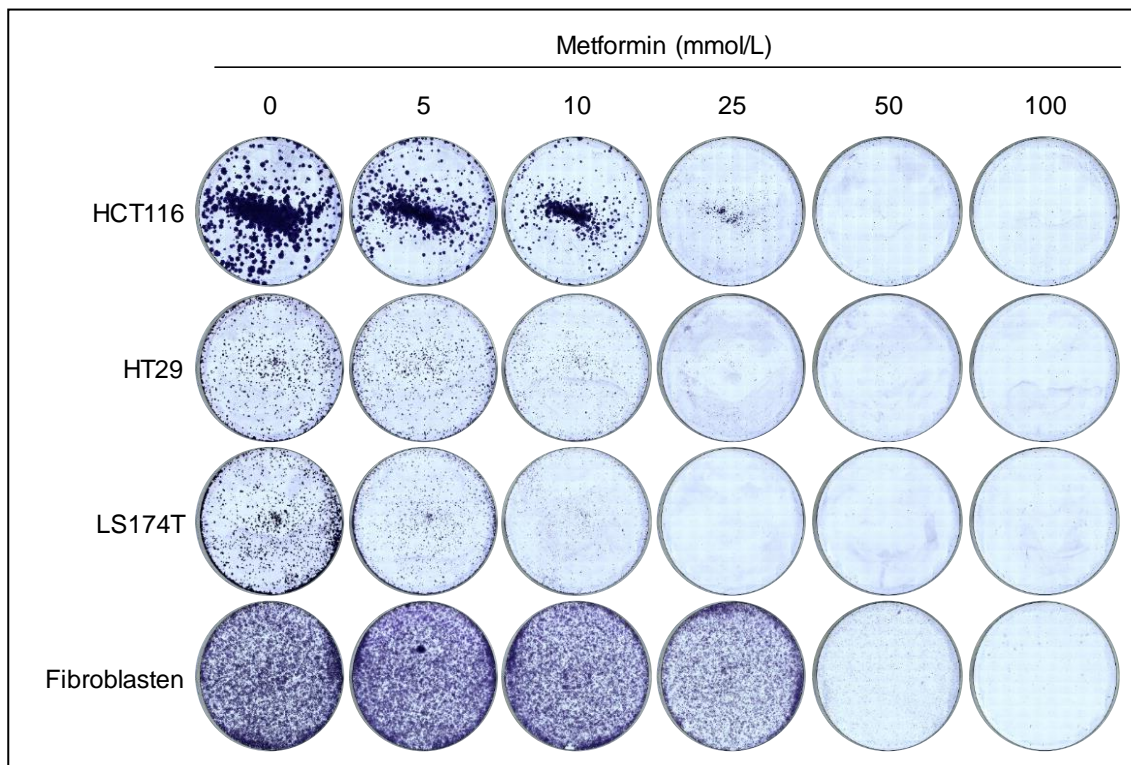 Metformin (mmol/L)
0 5 10 25 50 100
HCT116
HT29
LS174T
Fibroblasten